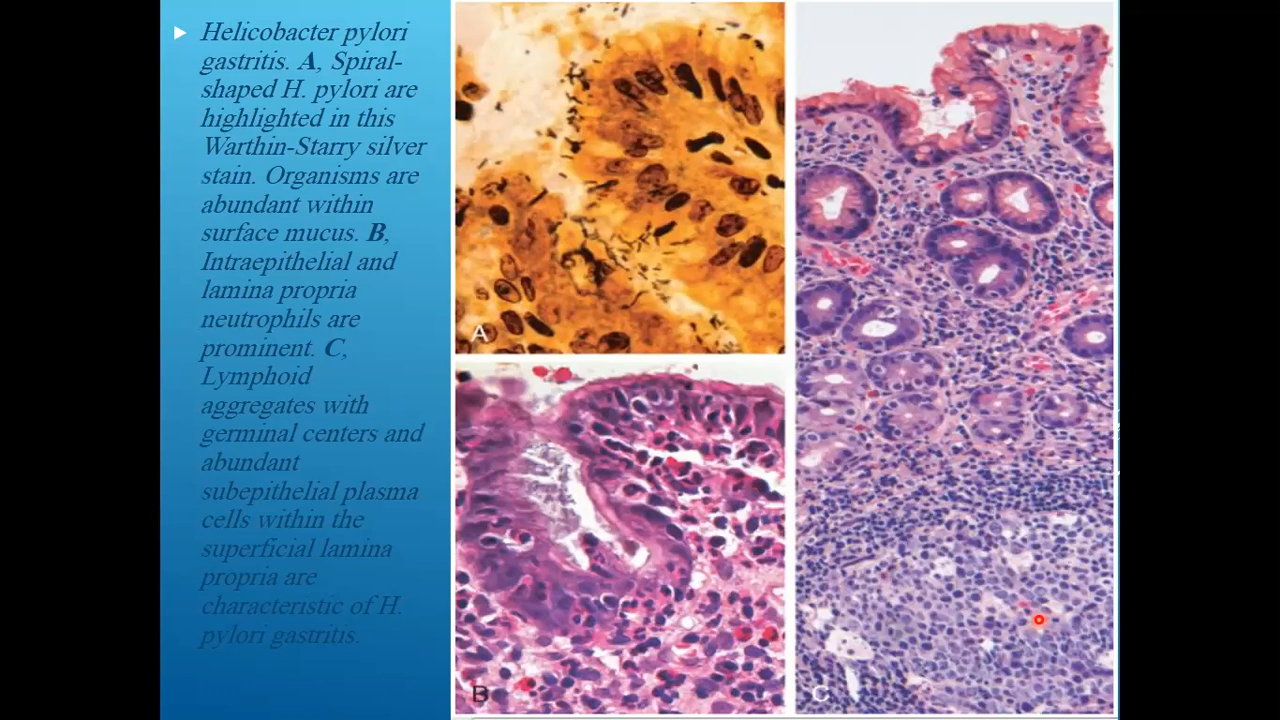 Helicobacter pylori
gastritis. A, Spiral-
shaped H. pylori are
highlighted in this
Warthin-Starry silver
stain. Organisms are
abundant within
surface mucus. B,
Intraepithelial and
lamina propria
neutrophils are
prominent. C,
Lymphoid
aggregates with
germinal centers and
abundant
subepithelial plasma
cells within the
superficial lamina
propria are
characteristic of H.
pylori gastritis.
A
B
C